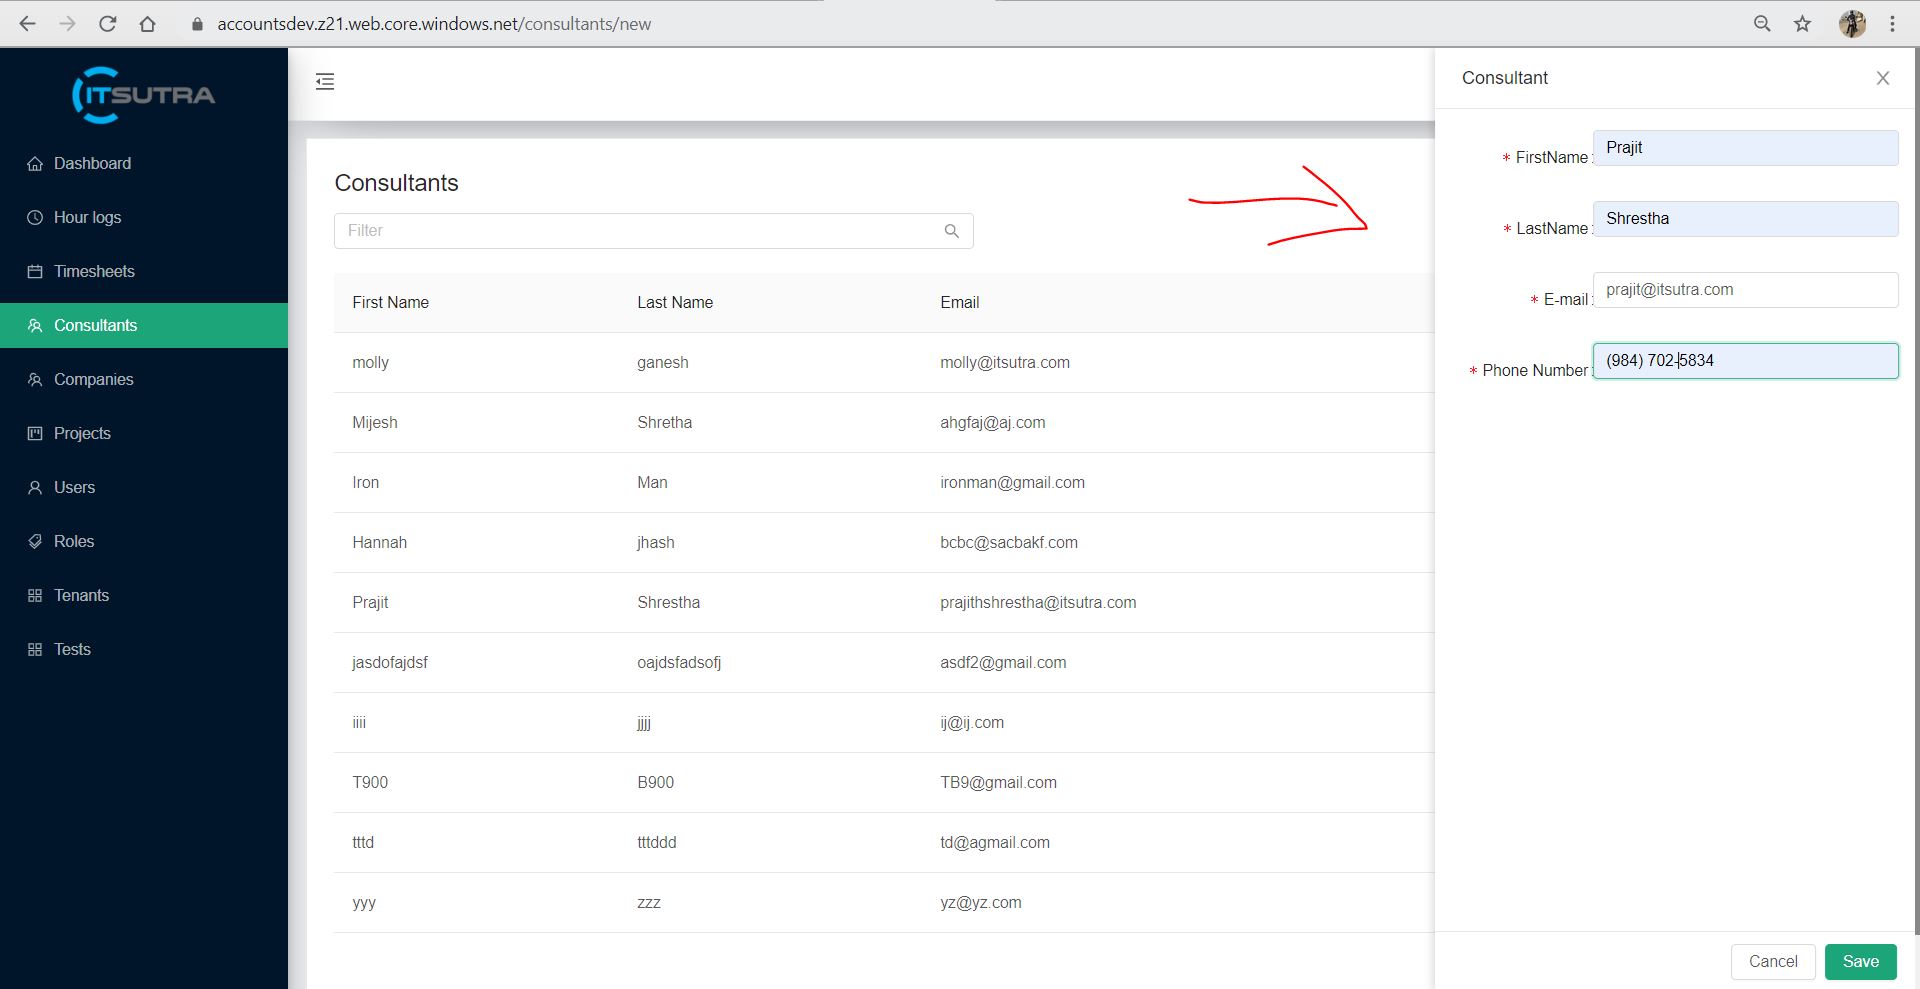 accountsdev.z21.web.core.windows.net/consultants/new
ITSUTRA
Dashboard
Hour logs
Timesheets
Consultants
Companies
Projects
Users
Roles
Tenants
Tests
Consultants
Filter
First Name Last Name Email
molly ganesh molly@itsutra.com
Mijesh Shretha ahgfaj@aj.com
Iron Man ironman@gmail.com
Hannah jhash bcbc@sacbakf.com
Prajit Shrestha prajithshrestha@itsutra.com
jasdofajdsf oajdsfadsofj asdf2@gmail.com
iiii jjjj ij@ij.com
T900 B900 TB9@gmail.com
tttd tttddd td@agmail.com
yyy zzz yz@yz.com
Consultant
* FirstName: Prajit
* LastName: Shrestha
* E-mail: prajit@itsutra.com
* Phone Number: (984) 702-5834
Cancel Save